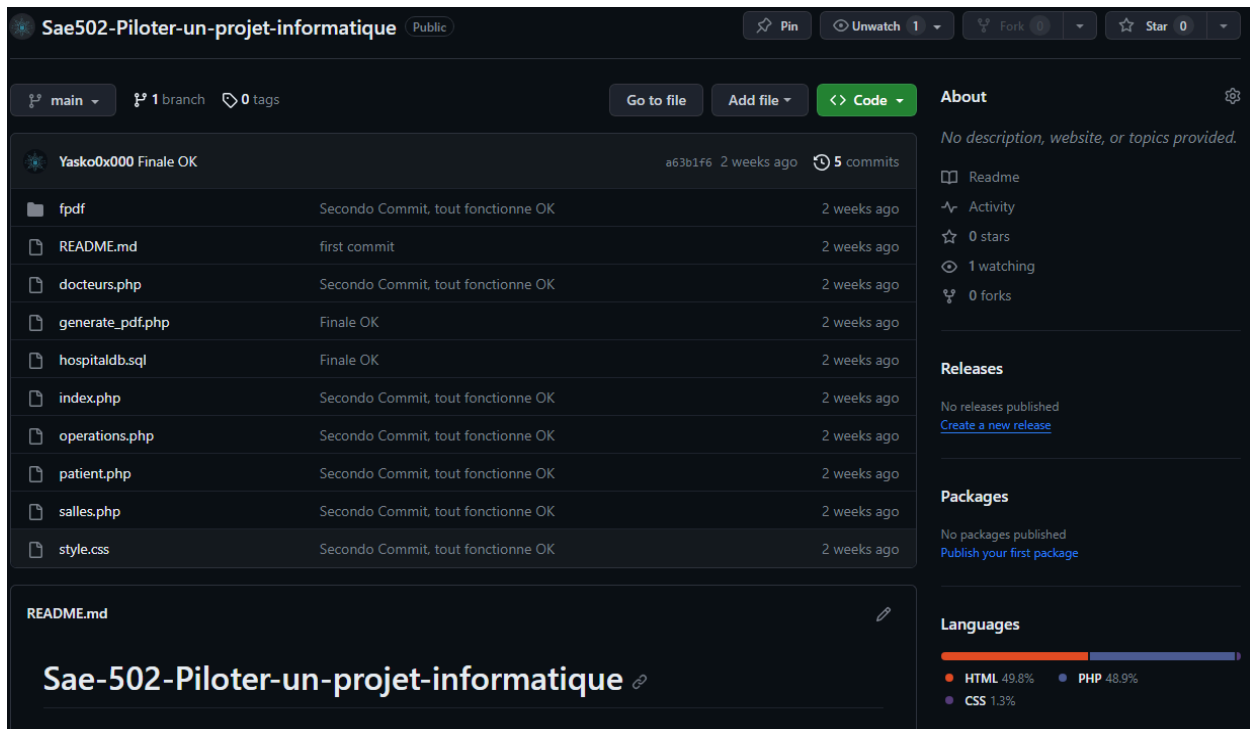 Sae502-Piloter-un-projet-informatique Public Pin Unwatch 1 Fork 0 Star 0
main 1 branch 0 tags Go to file Add file <> Code
Yasko0x000 Finale OK a63b1f6 2 weeks ago 5 commits
fpdf Secondo Commit, tout fonctionne OK 2 weeks ago
README.md first commit 2 weeks ago
docteurs.php Secondo Commit, tout fonctionne OK 2 weeks ago
generate_pdf.php Finale OK 2 weeks ago
hospitaldb.sql Finale OK 2 weeks ago
index.php Secondo Commit, tout fonctionne OK 2 weeks ago
operations.php Secondo Commit, tout fonctionne OK 2 weeks ago
patient.php Secondo Commit, tout fonctionne OK 2 weeks ago
salles.php Secondo Commit, tout fonctionne OK 2 weeks ago
style.css Secondo Commit, tout fonctionne OK 2 weeks ago
README.md
Sae-502-Piloter-un-projet-informatique
About
No description, website, or topics provided.
Readme
Activity
0 stars
1 watching
0 forks
Releases
No releases published
Create a new release
Packages
No packages published
Publish your first package
Languages
HTML 49.8% PHP 48.9%
CSS 1.3%